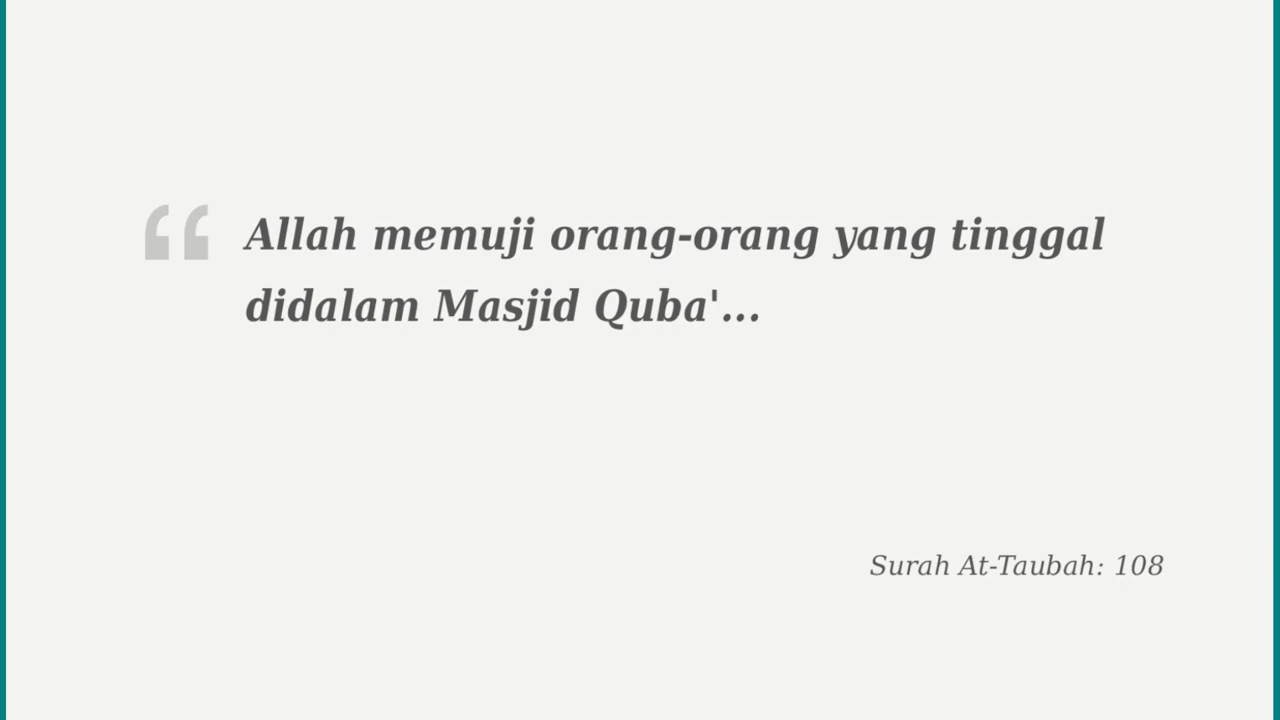 “ Allah memuji orang-orang yang tinggal
didalam Masjid Quba'...
Surah At-Taubah: 108